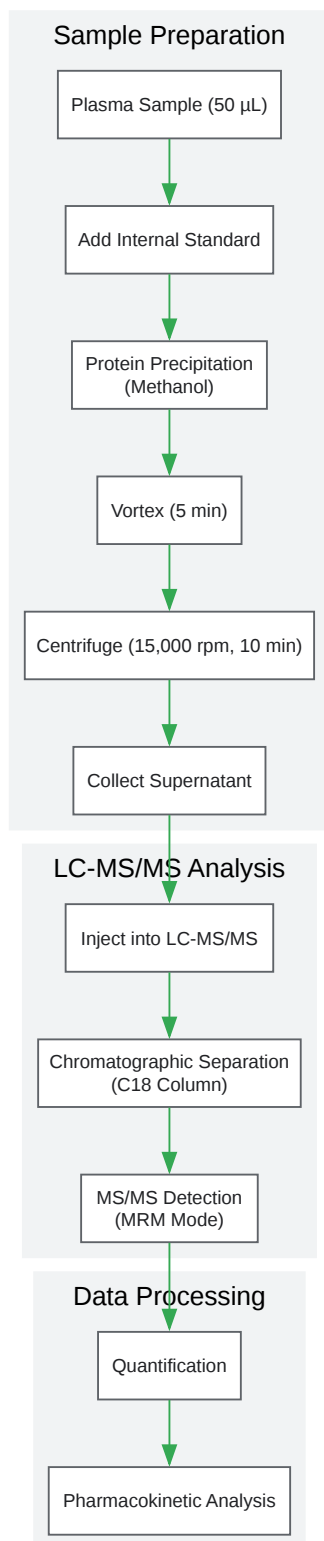 Sample Preparation
Plasma Sample (50 µL)
Add Internal Standard
Protein Precipitation
(Methanol)
Vortex (5 min)
Centrifuge (15,000 rpm, 10 min)
Collect Supernatant
LC-MS/MS Analysis
Inject into LC-MS/MS
Chromatographic Separation
(C18 Column)
MS/MS Detection
(MRM Mode)
Data Processing
Quantification
Pharmacokinetic Analysis